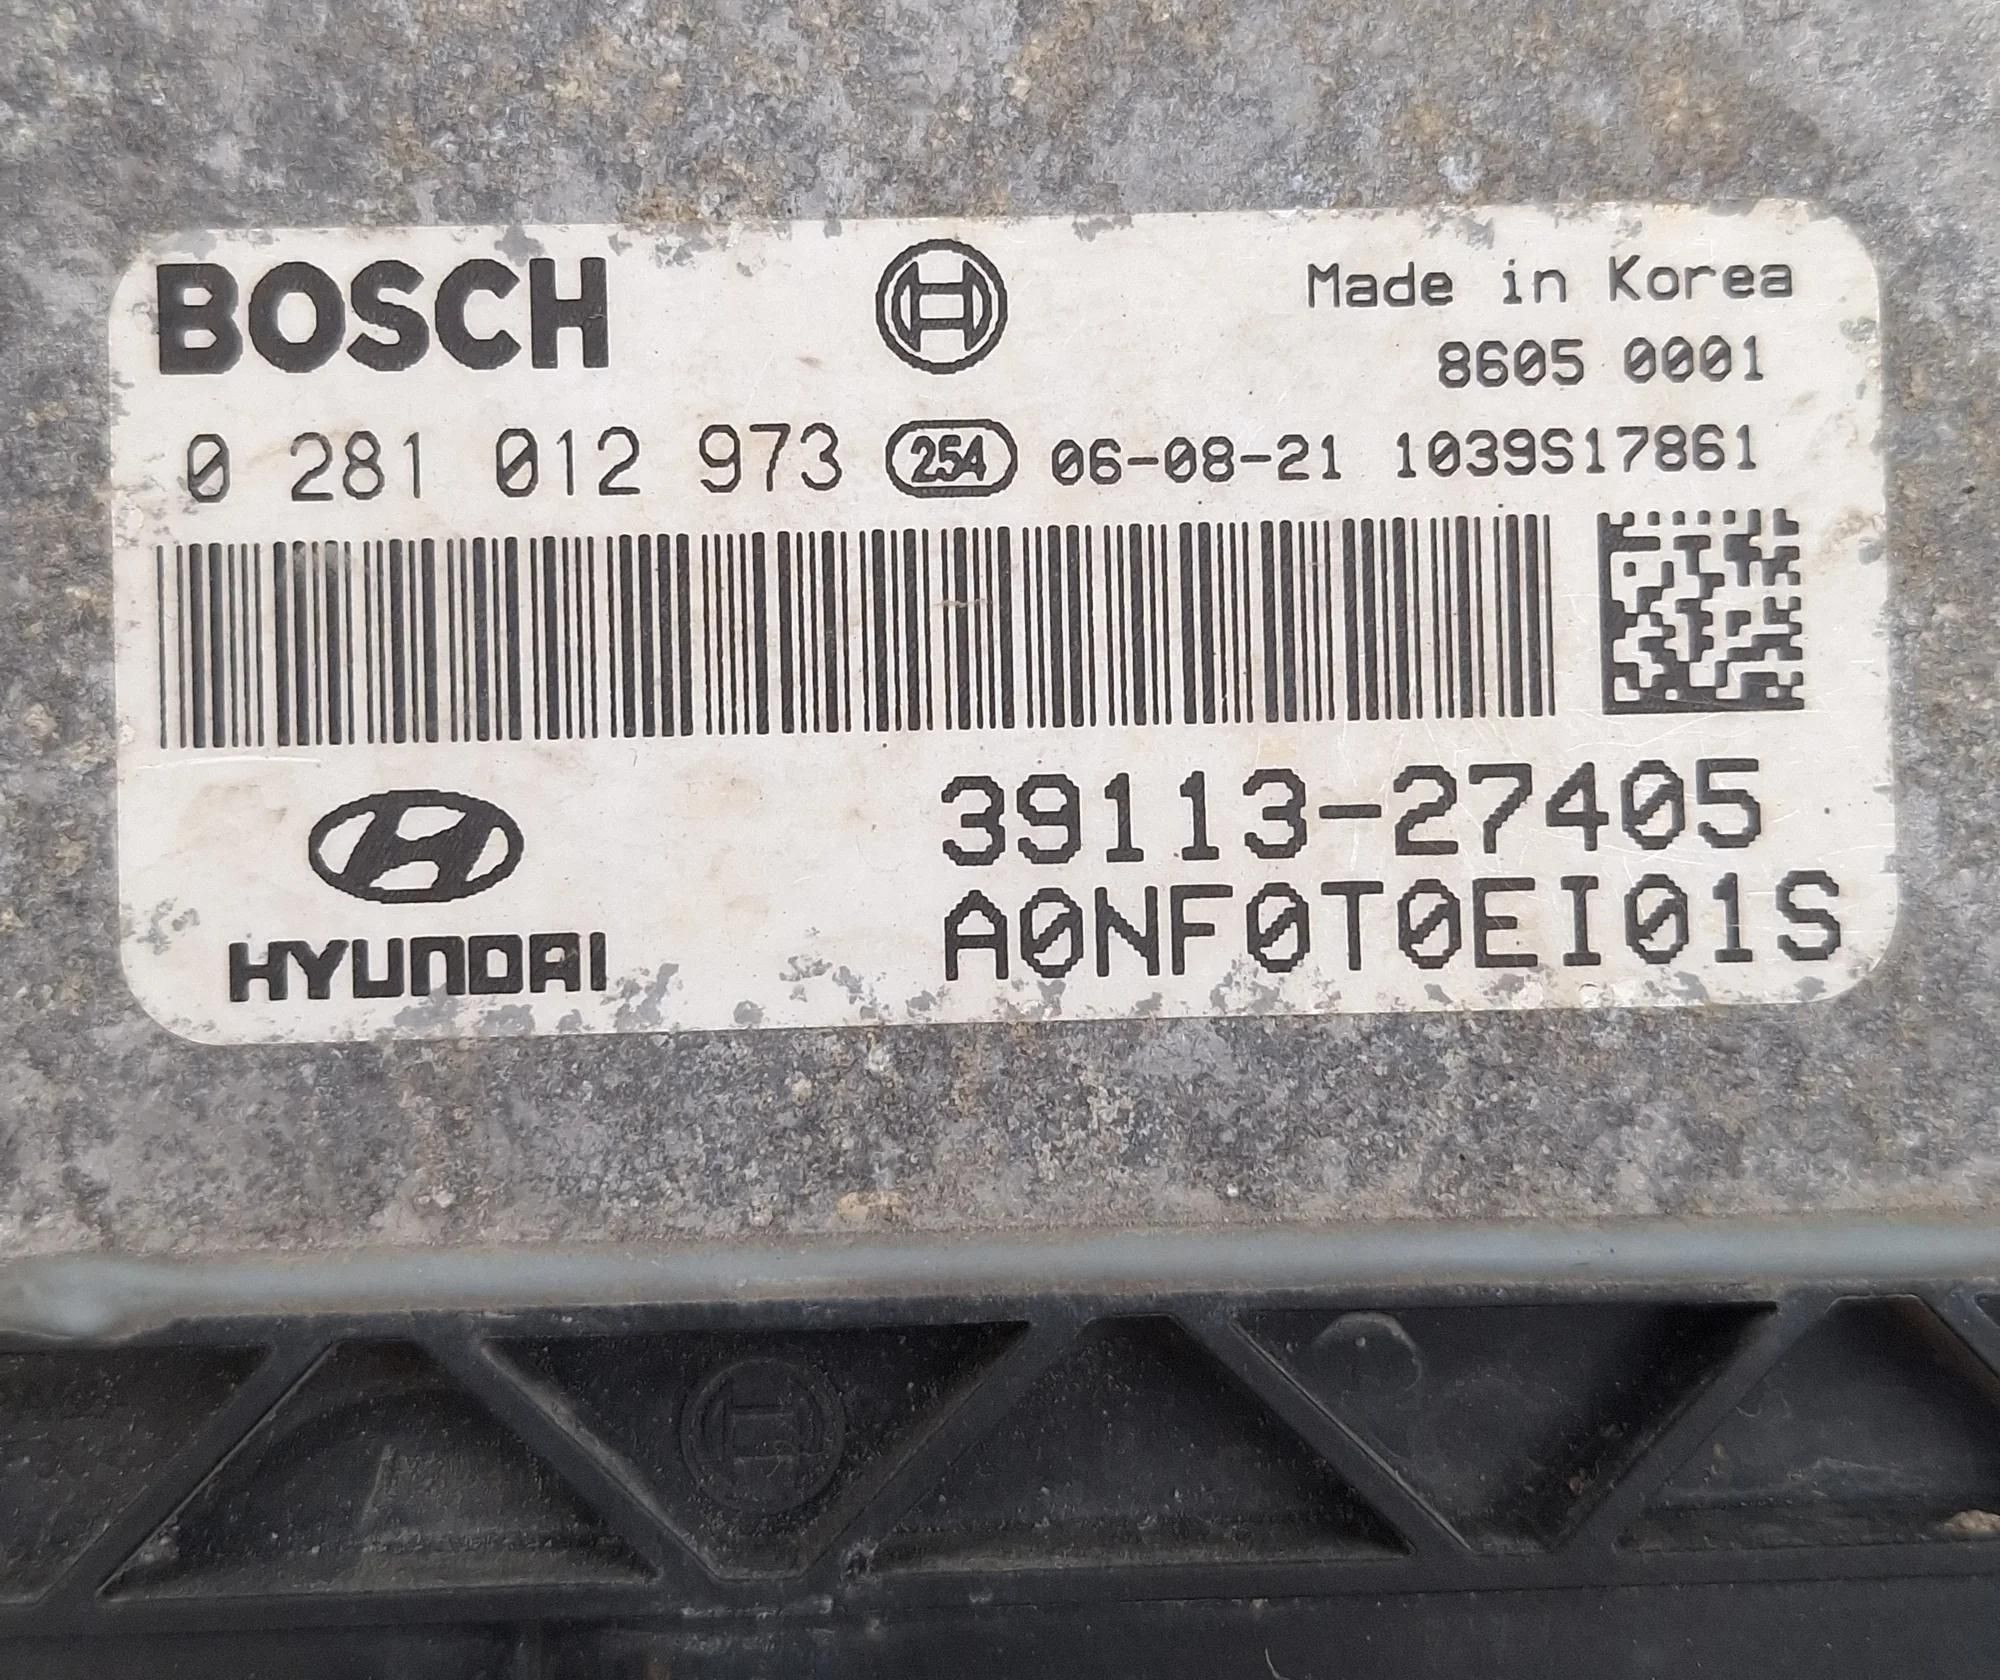 BOSCH
Made in Korea
8605 0001
0 281 012 973 254 06-08-21 1039S17861
39113-27405
HYUNDAI
A0NF0T0EI01S